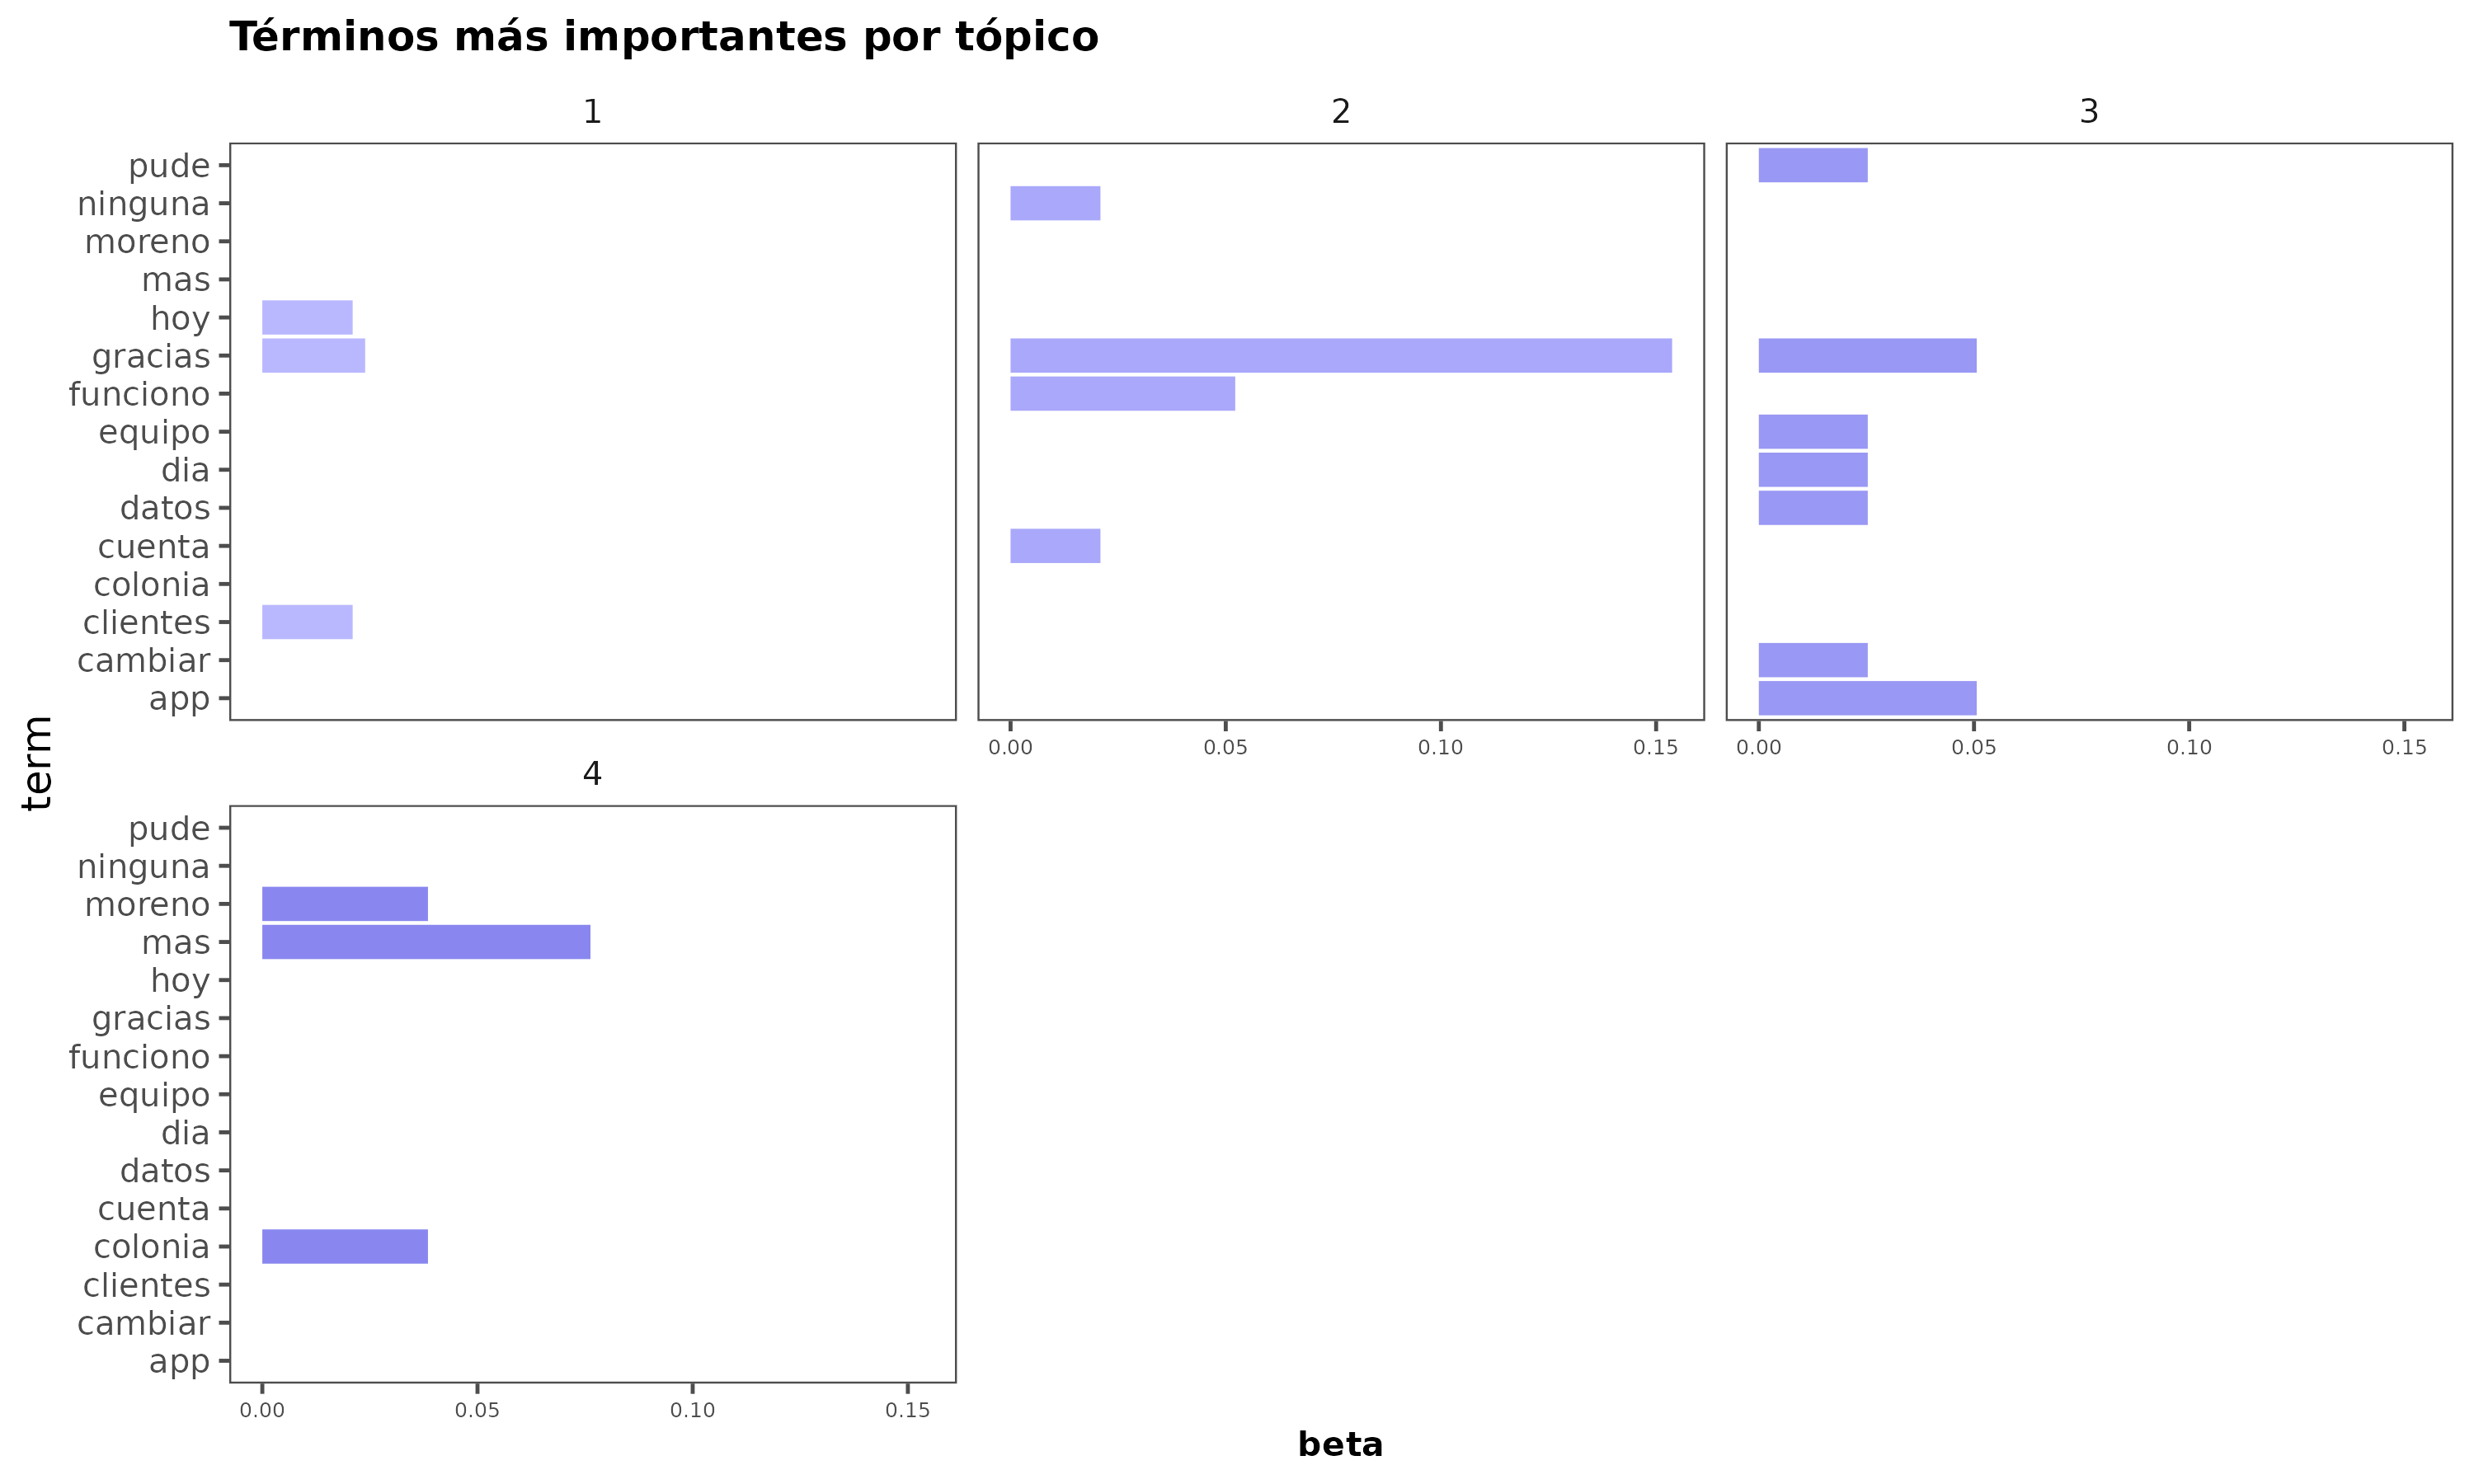 Términos más importantes por tópico
1
2
3
pude
ninguna
moreno
mas
hoy
gracias
funciono
equipo
dia
datos
cuenta
colonia
clientes
cambiar
app
0.00 0.05 0.10 0.15
0.00 0.05 0.10 0.15
term
4
pude
ninguna
moreno
mas
hoy
gracias
funciono
equipo
dia
datos
cuenta
colonia
clientes
cambiar
app
0.00 0.05 0.10 0.15
beta